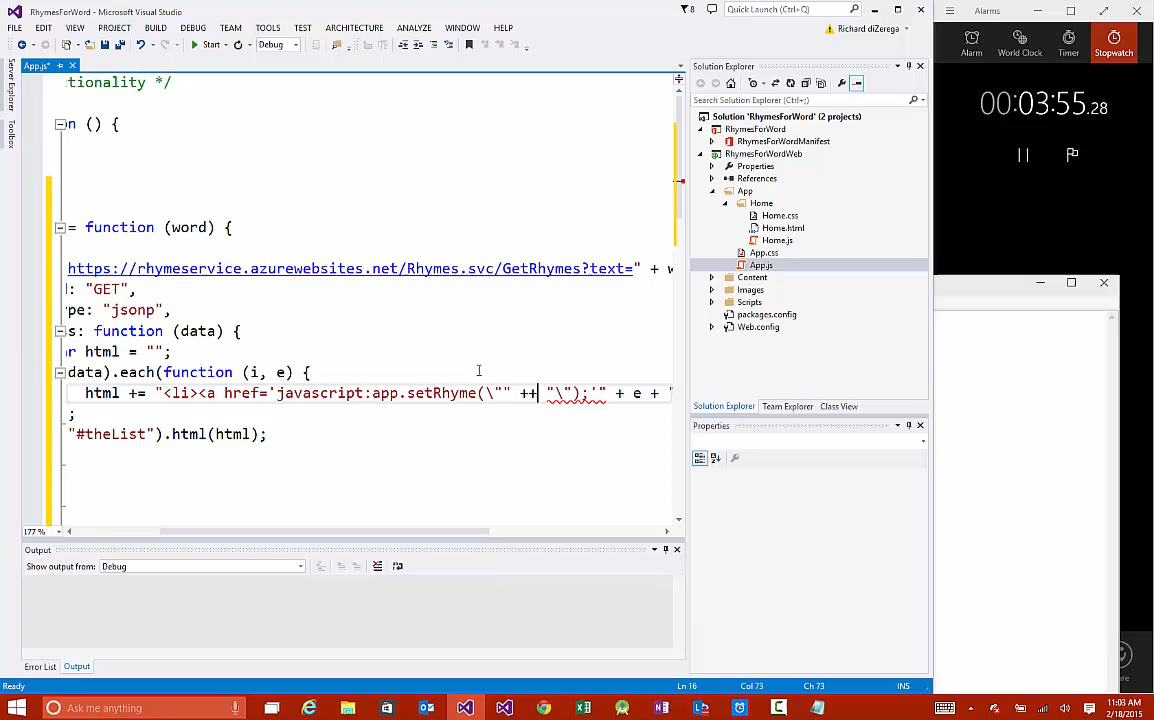 RhymesForWord - Microsoft Visual Studio
8
Quick Launch (Ctrl+;)
Alarms
FILE EDIT VIEW PROJECT BUILD DEBUG TEAM TOOLS TEST ARCHITECTURE ANALYZE WINDOW HELP
Richard diZerega
Start
Debug
Alarm World Clock Timer Stopwatch
Server Explorer
Toolbox
App.js*
tionality */
n () {
= function (word) {
https://rhymeservice.azurewebsites.net/Rhymes.svc/GetRhymes?text=" + w
: "GET",
pe: "jsonp",
s: function (data) {
ar html = "";
data).each(function (i, e) {
html += "<li><a href='javascript:app.setRhyme(\"" ++ "\");'" + e + "
;
"#theList").html(html);
177 %
Solution Explorer
Search Solution Explorer (Ctrl+;)
Solution 'RhymesForWord' (2 projects)
RhymesForWord
RhymesForWordManifest
RhymesForWordWeb
Properties
References
App
Home
Home.css
Home.html
Home.js
App.css
App.js
Content
Images
Scripts
packages.config
Web.config
Solution Explorer Team Explorer Class View
Properties
00:03:55.28
Output
Show output from: Debug
Error List Output
Ready
Ln 16 Col 73 Ch 73 INS
Ask me anything
11:03 AM
2/18/2015